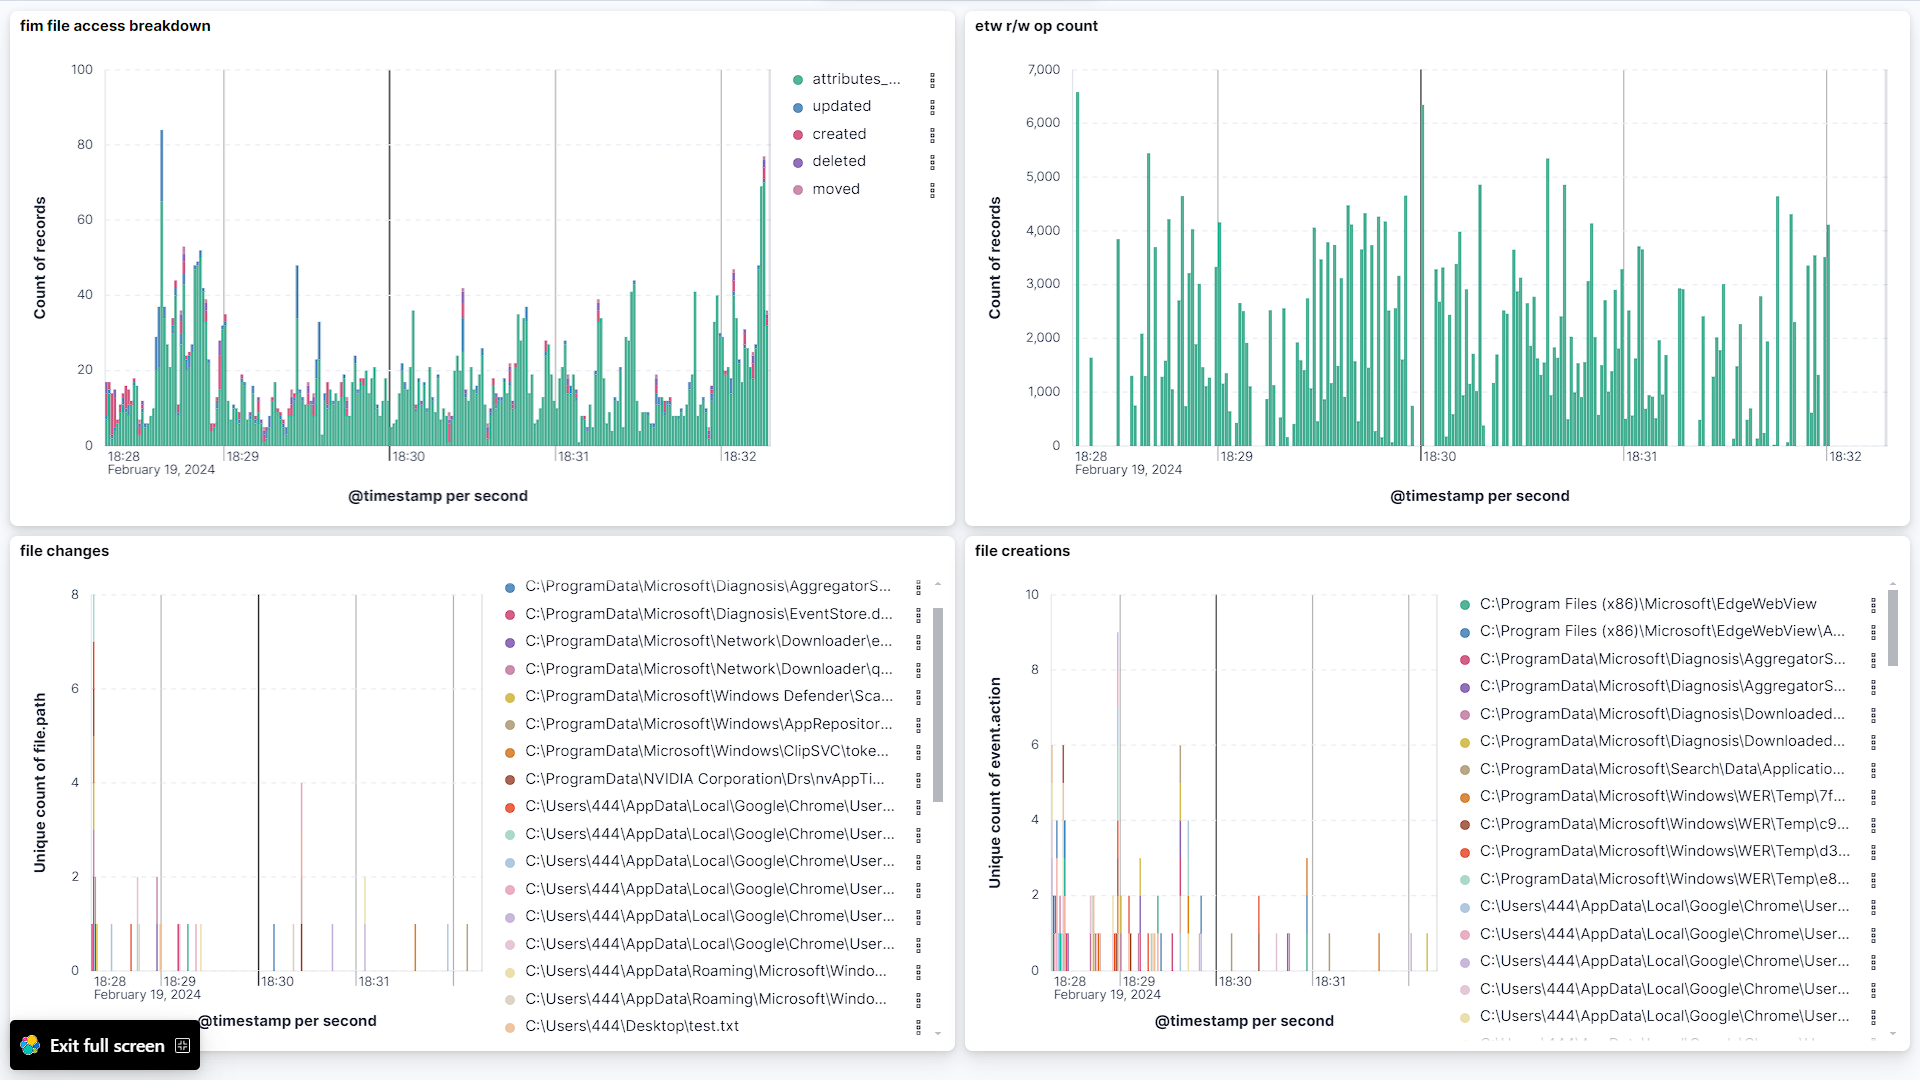 fim file access breakdown
100
80
60
40
20
0
Count of records
18:28
18:29
18:30
18:31
18:32
February 19, 2024
@timestamp per second
attributes_...
updated
created
deleted
moved
etw r/w op count
7,000
6,000
5,000
4,000
3,000
2,000
1,000
0
Count of records
18:28
18:29
18:30
18:31
18:32
February 19, 2024
@timestamp per second
file changes
8
6
4
2
0
Unique count of file.path
18:28
18:29
18:30
18:31
February 19, 2024
@timestamp per second
C:\ProgramData\Microsoft\Diagnosis\AggregatorS...
C:\ProgramData\Microsoft\Diagnosis\EventStore.d...
C:\ProgramData\Microsoft\Network\Downloader\e...
C:\ProgramData\Microsoft\Network\Downloader\q...
C:\ProgramData\Microsoft\Windows Defender\Sca...
C:\ProgramData\Microsoft\Windows\AppRepositor...
C:\ProgramData\Microsoft\Windows\ClipSVC\toke...
C:\ProgramData\NVIDIA Corporation\Drs\nvAppTi...
C:\Users\444\AppData\Local\Google\Chrome\User...
C:\Users\444\AppData\Local\Google\Chrome\User...
C:\Users\444\AppData\Local\Google\Chrome\User...
C:\Users\444\AppData\Local\Google\Chrome\User...
C:\Users\444\AppData\Local\Google\Chrome\User...
C:\Users\444\AppData\Local\Google\Chrome\User...
C:\Users\444\AppData\Roaming\Microsoft\Windo...
C:\Users\444\AppData\Roaming\Microsoft\Windo...
C:\Users\444\Desktop\test.txt
file creations
10
8
6
4
2
0
Unique count of event.action
18:28
18:29
18:30
18:31
February 19, 2024
@timestamp per second
C:\Program Files (x86)\Microsoft\EdgeWebView
C:\Program Files (x86)\Microsoft\EdgeWebView\A...
C:\ProgramData\Microsoft\Diagnosis\AggregatorS...
C:\ProgramData\Microsoft\Diagnosis\AggregatorS...
C:\ProgramData\Microsoft\Diagnosis\Downloaded...
C:\ProgramData\Microsoft\Diagnosis\Downloaded...
C:\ProgramData\Microsoft\Search\Data\Applicatio...
C:\ProgramData\Microsoft\Windows\WER\Temp\7f...
C:\ProgramData\Microsoft\Windows\WER\Temp\c9...
C:\ProgramData\Microsoft\Windows\WER\Temp\d3...
C:\ProgramData\Microsoft\Windows\WER\Temp\e8...
C:\Users\444\AppData\Local\Google\Chrome\User...
C:\Users\444\AppData\Local\Google\Chrome\User...
C:\Users\444\AppData\Local\Google\Chrome\User...
C:\Users\444\AppData\Local\Google\Chrome\User...
C:\Users\444\AppData\Local\Google\Chrome\User...
Exit full screen